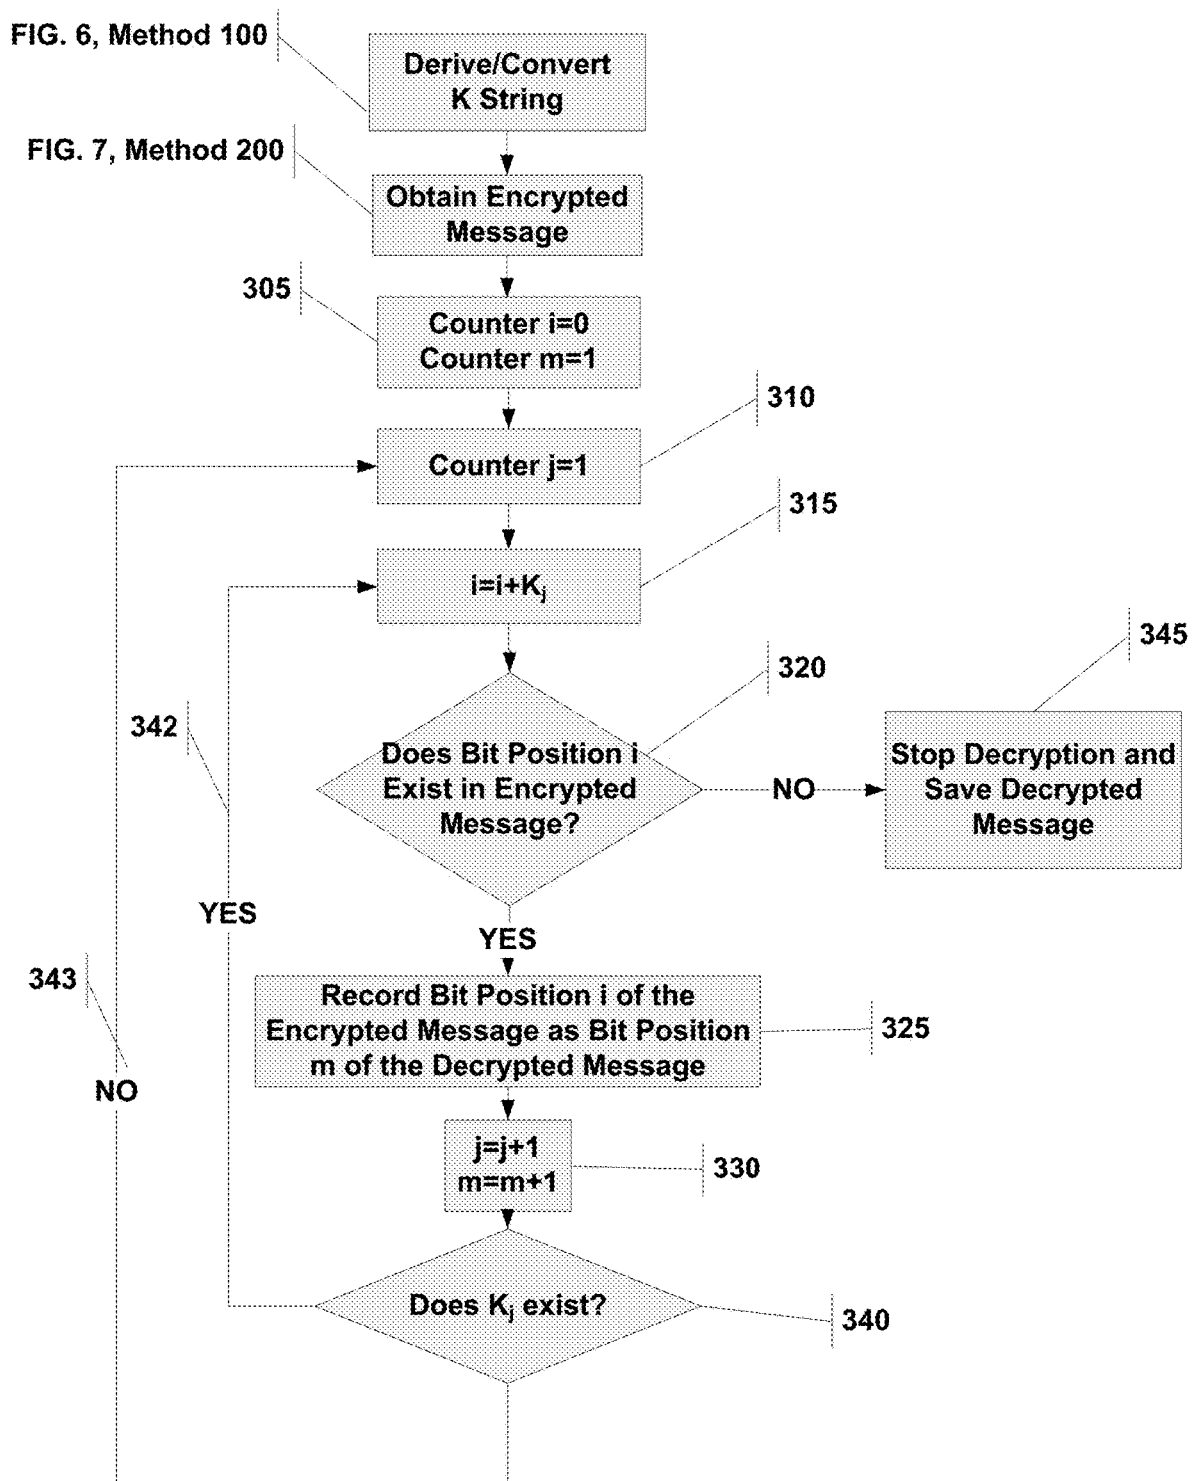 FIG. 6, Method 100
Derive/Convert
K String
FIG. 7, Method 200
Obtain Encrypted
Message
305
Counter i=0
Counter m=1
310
Counter j=1
315
i=i+Kj
320
345
342
Does Bit Position i
Exist in Encrypted
Message?
NO
Stop Decryption and
Save Decrypted
Message
YES
YES
343
Record Bit Position i of the
Encrypted Message as Bit Position
m of the Decrypted Message
325
NO
j=j+1
m=m+1
330
Does Kj exist?
340